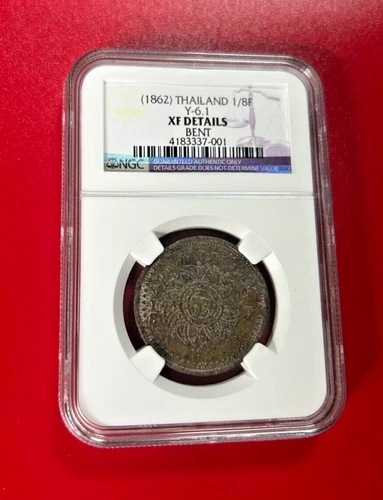 (1862) THAILAND 1/8F
Y-6.1
XF DETAILS
BENT
4183337-001
NGC
GUARANTEED AUTHENTIC ONLY
DETAILS GRADE DOES NOT DETERMINE VALUE